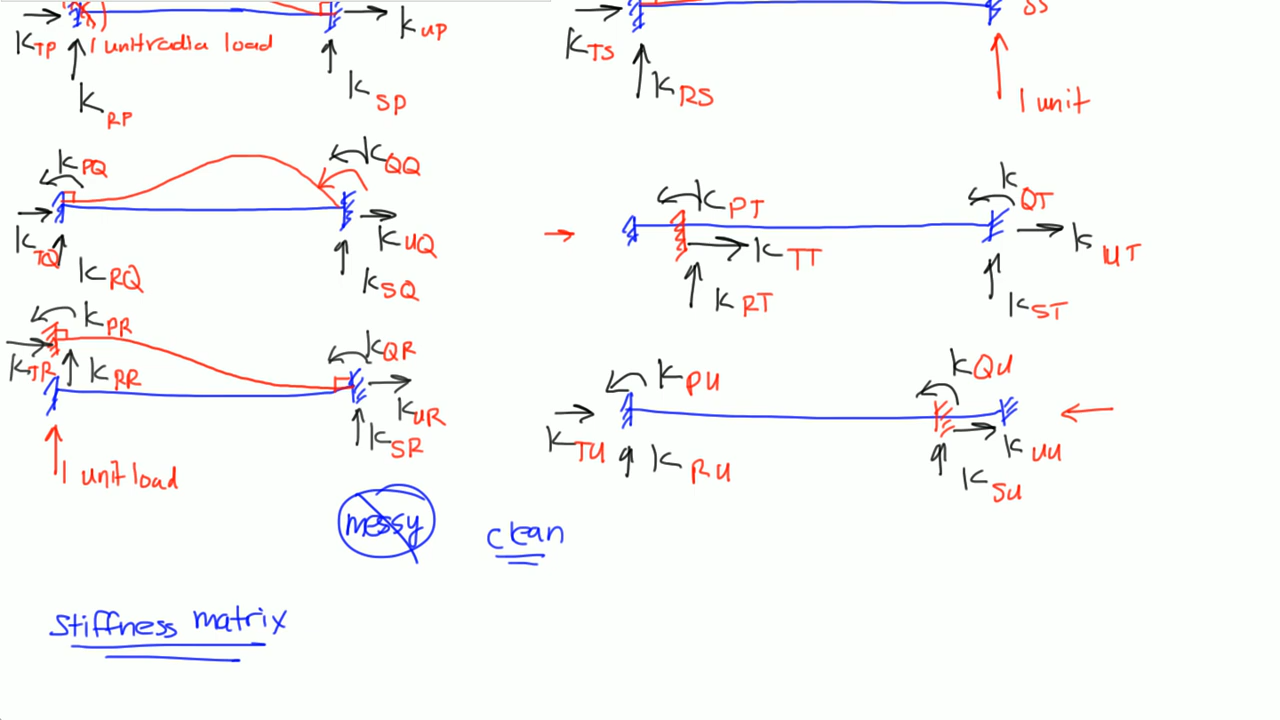 K TP
1 unit radia load
K UP
K RP
K SP
K TS
K RS
SS
1 unit
K PQ
K QQ
K TQ
K RQ
K UQ
K SQ
K PT
K QT
K TT
K UT
K RT
K ST
K PR
K QR
K TR
K RR
K UR
K SR
1 unit load
K PU
K QU
K TU
K RU
K UU
K SU
messy
clean
Stiffness matrix